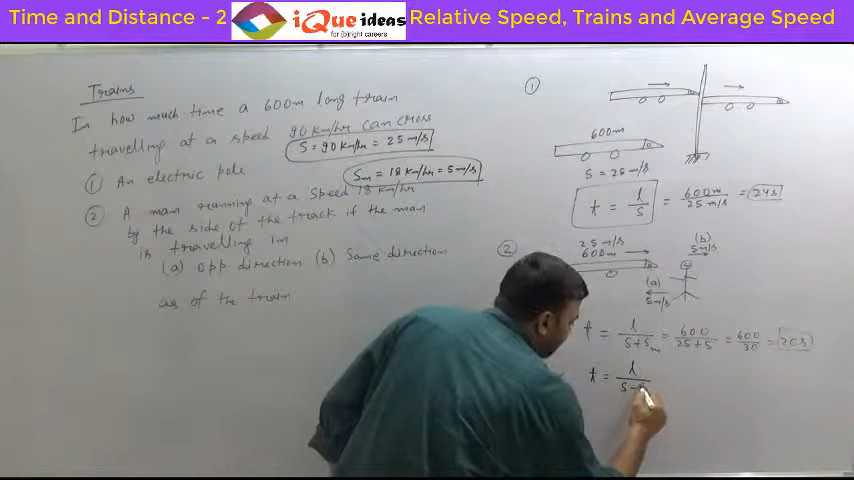 Time and Distance - 2
iQue ideas
for (b)right careers
Relative Speed, Trains and Average Speed
Trains
In how much time a 600m long train
travelling at a speed 90 km/hr can cross
S = 90 km/hr = 25 m/s
① An electric pole
Sm = 18 km/hr = 5 m/s
② A man running at a speed 18 km/hr
by the side of the track if the man
is travelling in
(a) opp direction (b) Same direction
as of the train
①
600m
S = 25 m/s
t = l/s = 600m/25 m/s = 24s
②
25 m/s
600m
(b)
5 m/s
(a)
5 m/s
t = l/s+sm = 600/25+5 = 600/30 = 20s
t = l/s-